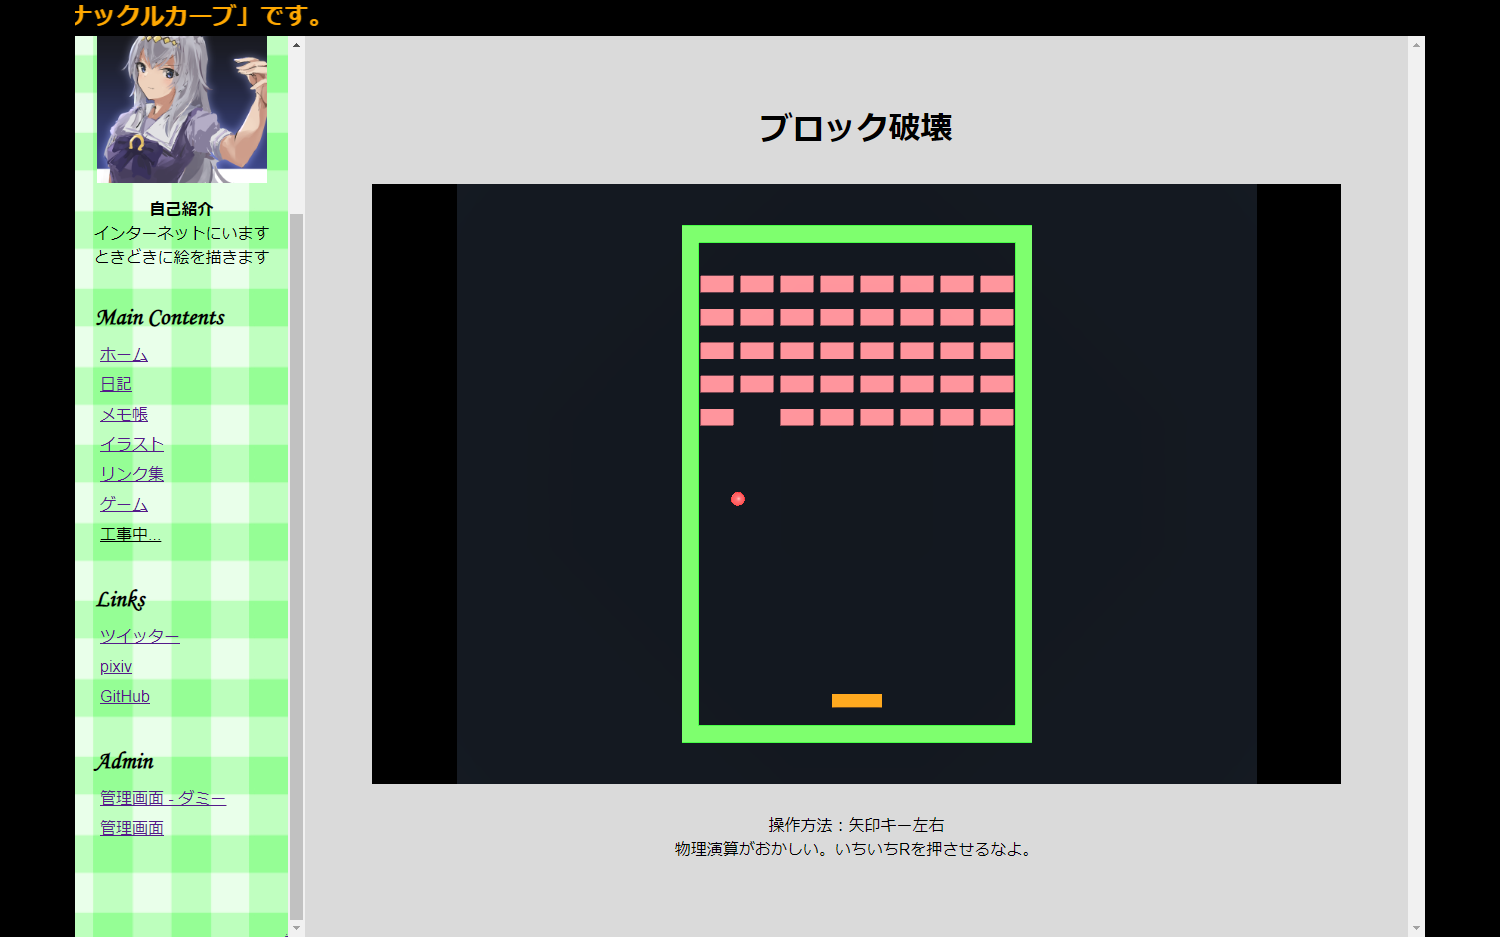 ナックルカーブ」です。
自己紹介
インターネットにいます
ときどきに絵を描きます
Main Contents
ホーム
日記
メモ帳
イラスト
リンク集
ゲーム
工事中...
Links
ツイッター
pixiv
GitHub
Admin
管理画面 - ダミー
管理画面
ブロック破壊
操作方法：矢印キー左右
物理演算がおかしい。いちいちRを押させるなよ。